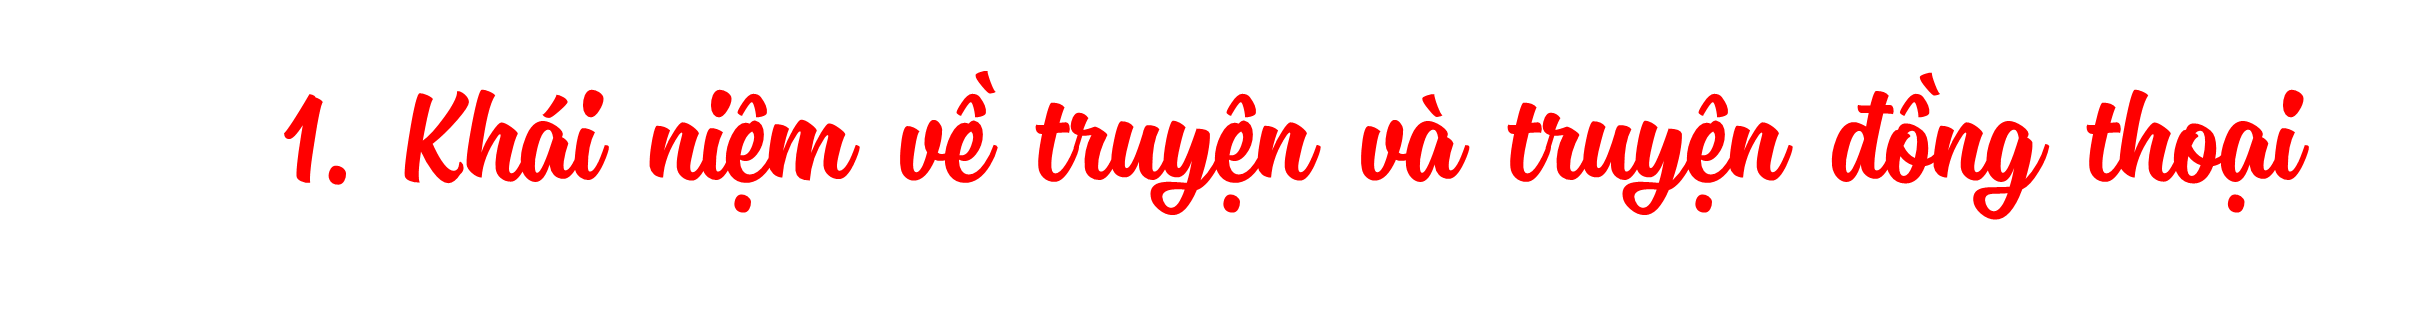 1. Khái niệm về truyện và truyện đồng thoại